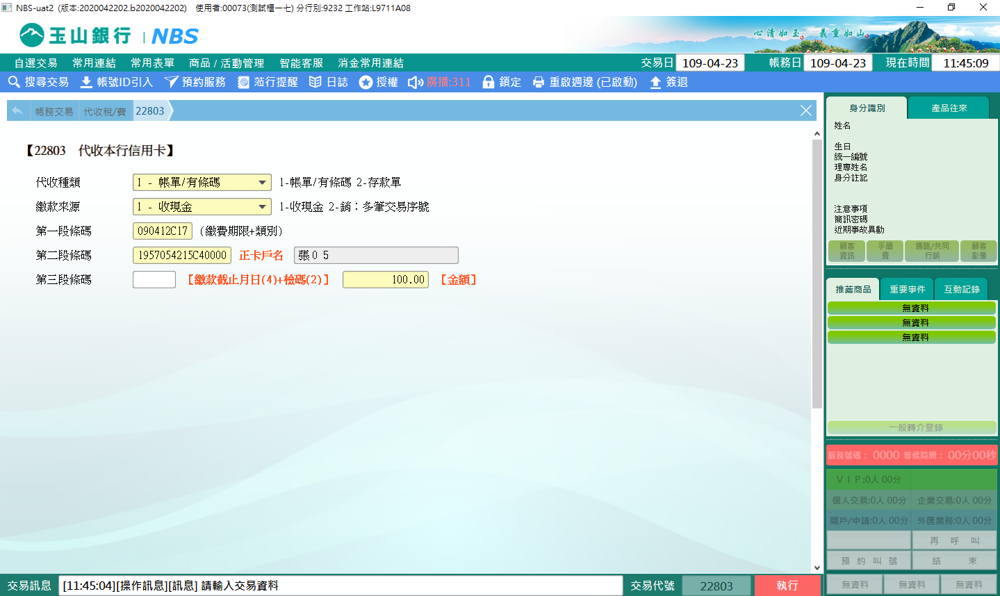 NBS-uat2 (版本:2020042202.b2020042202) 使用者:00073(測試櫃一七) 分行別:9232 工作站:L9711A08
玉山銀行 | NBS
心清如玉。義重如山。
自選交易 常用連結 常用表單 商品/活動管理 智能客服 消金常用連結 交易日 109-04-23 帳務日 109-04-23 現在時間 11:45:09
搜尋交易 帳號ID引入 預約服務 蒞行提醒 日誌 授權 廣播:311 鎖定 重啟週邊 (已啟動) 簽退
帳務交易 代收稅/費 22803
【22803 代收本行信用卡】
代收種類 1 - 帳單/有條碼 1-帳單/有條碼 2-存款單
繳款來源 1 - 收現金 1-收現金 2-銷：多筆交易序號
第一段條碼 090412C17 (繳費期限+類別)
第二段條碼 1957054215C40000 正卡戶名 張０５
第三段條碼 【繳款截止月日(4)+檢碼(2)】 100.00 【金額】
身分識別 產品往來
姓名
生日
統一編號
理專姓名
身分註記
注意事項
簡訊密碼
近期事故異動
顧客資訊 手續費 通路/共同行銷 顧客影像
推薦商品 重要事件 互動記錄
無資料
無資料
無資料
一般轉介登錄
服務號碼： 0000 等候時間： 00分00秒
ＶＩＰ:0人 00分
個人交易:0人 00分 企業交易:0人 00分
開戶/申請:0人 00分 外匯業務:0人 00分
再 呼 叫
預 約 叫 號 結 束
無資料 無資料 無資料
交易訊息 [11:45:04][操作訊息][訊息] 請輸入交易資料 交易代號 22803 執行